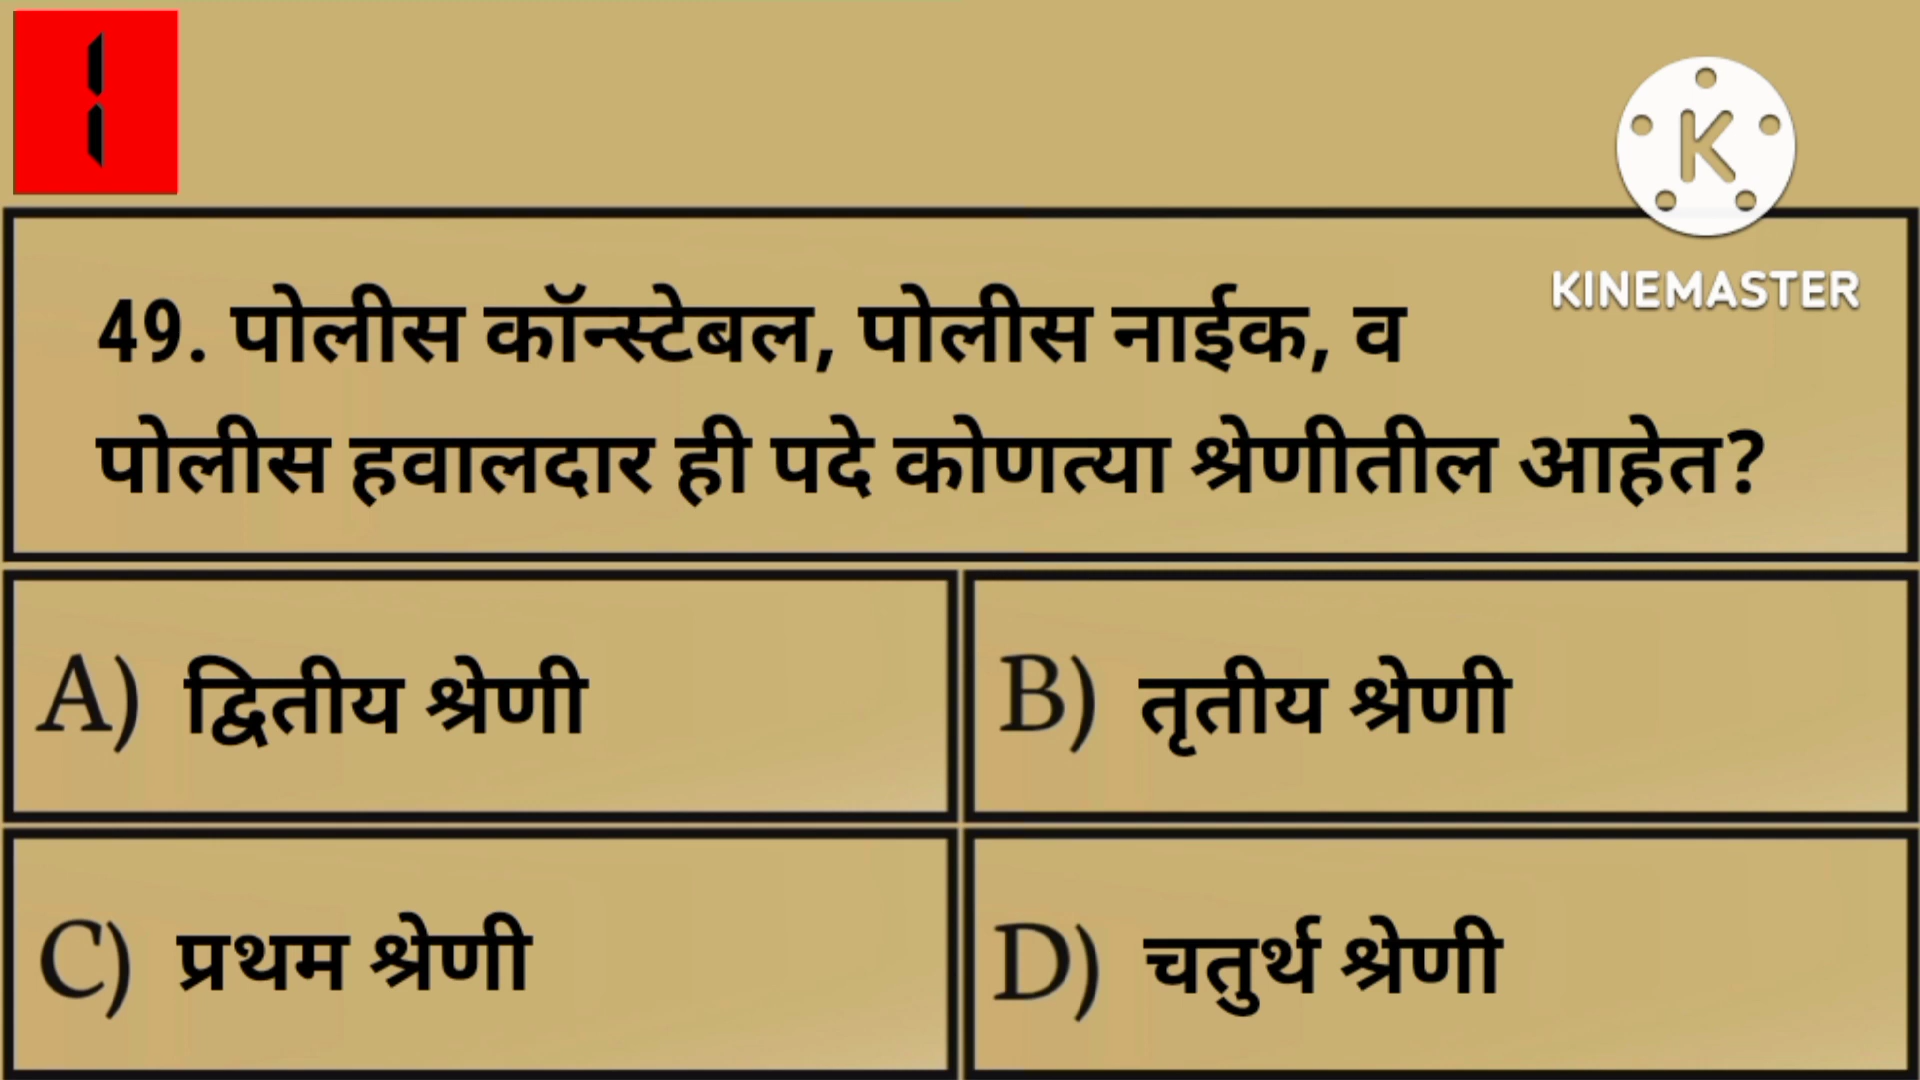 1
KINEMASTER
49. पोलीस कॉन्स्टेबल, पोलीस नाईक, व
पोलीस हवालदार ही पदे कोणत्या श्रेणीतील आहेत?
A) द्वितीय श्रेणी
B) तृतीय श्रेणी
C) प्रथम श्रेणी
D) चतुर्थ श्रेणी